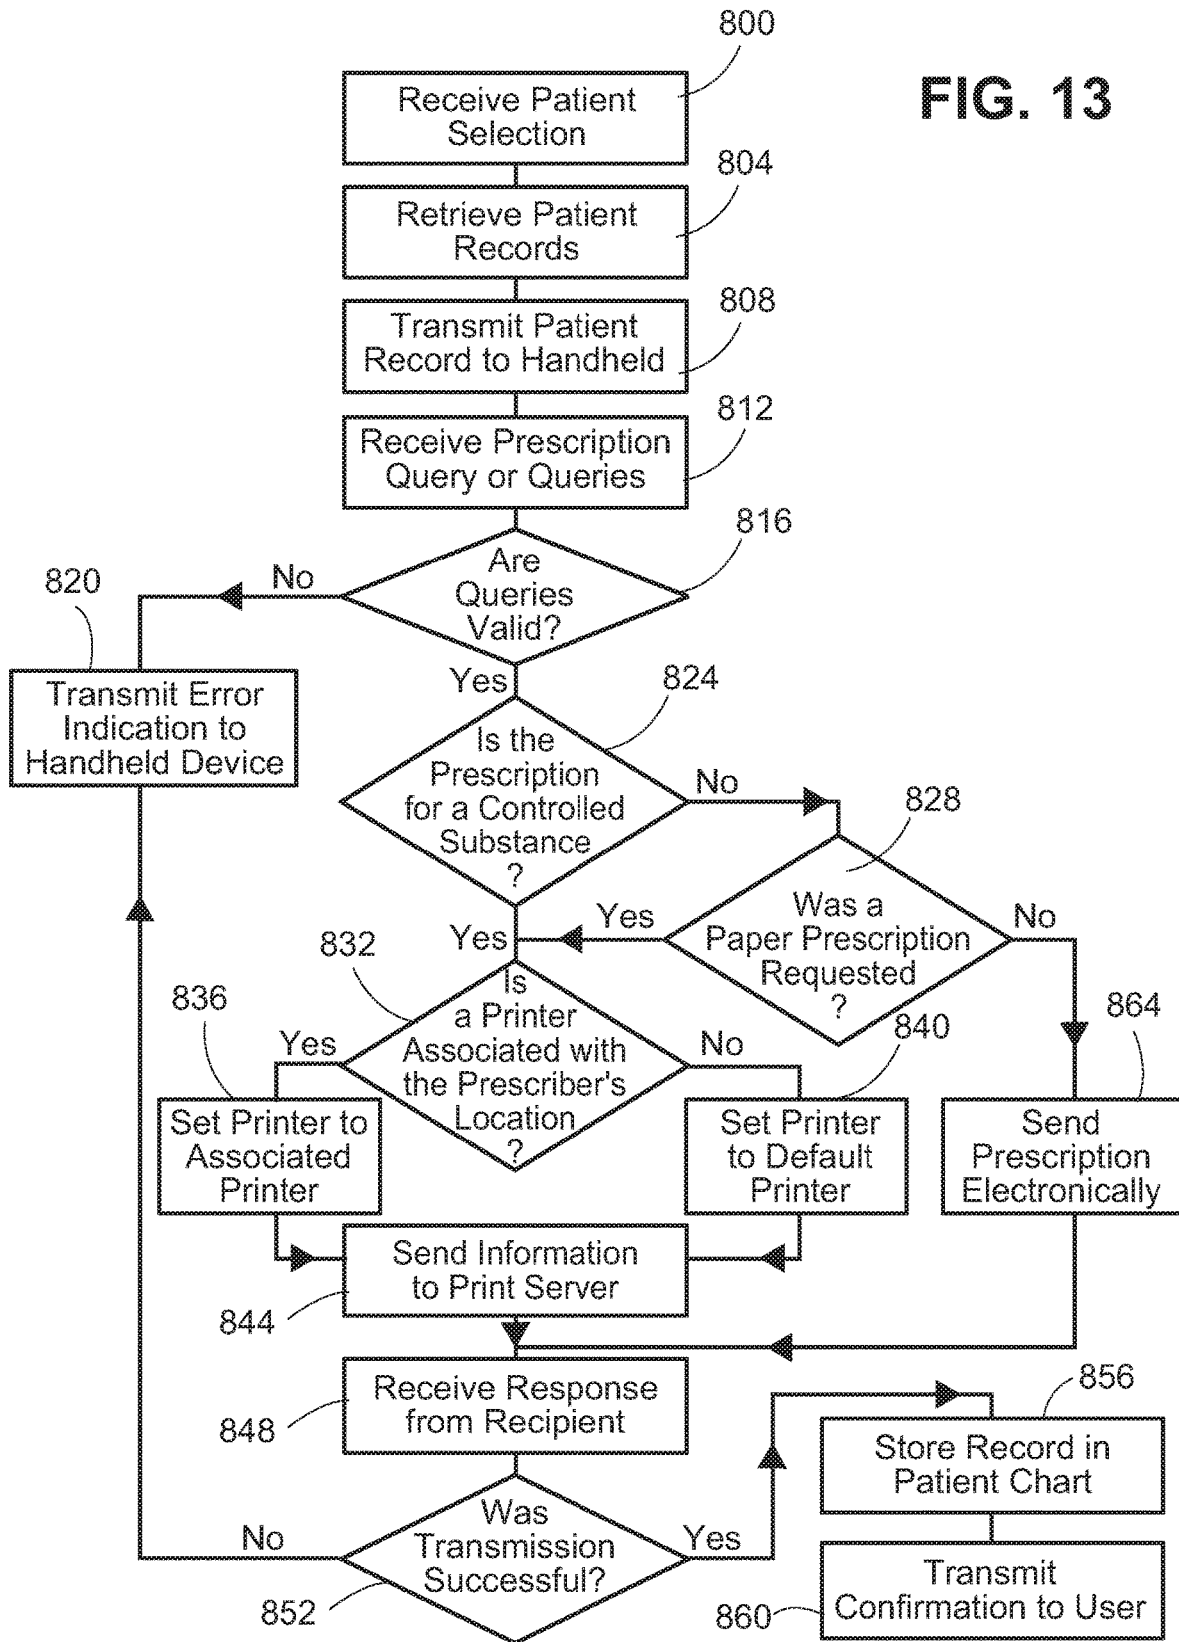 800
FIG. 13
Receive Patient
Selection
804
Retrieve Patient
Records
808
Transmit Patient
Record to Handheld
812
Receive Prescription
Query or Queries
816
Are
Queries
Valid?
No
820
Transmit Error
Indication to
Handheld Device
Yes
824
Is the
Prescription
for a Controlled
Substance
?
No
828
Was a
Paper Prescription
Requested
?
Yes
No
Yes
832
Is
a Printer
Associated with
the Prescriber's
Location
?
Yes
No
836
Set Printer to
Associated
Printer
840
Set Printer
to Default
Printer
864
Send
Prescription
Electronically
Send Information
to Print Server
844
Receive Response
from Recipient
848
Was
Transmission
Successful?
852
No
Yes
856
Store Record in
Patient Chart
Transmit
Confirmation to User
860